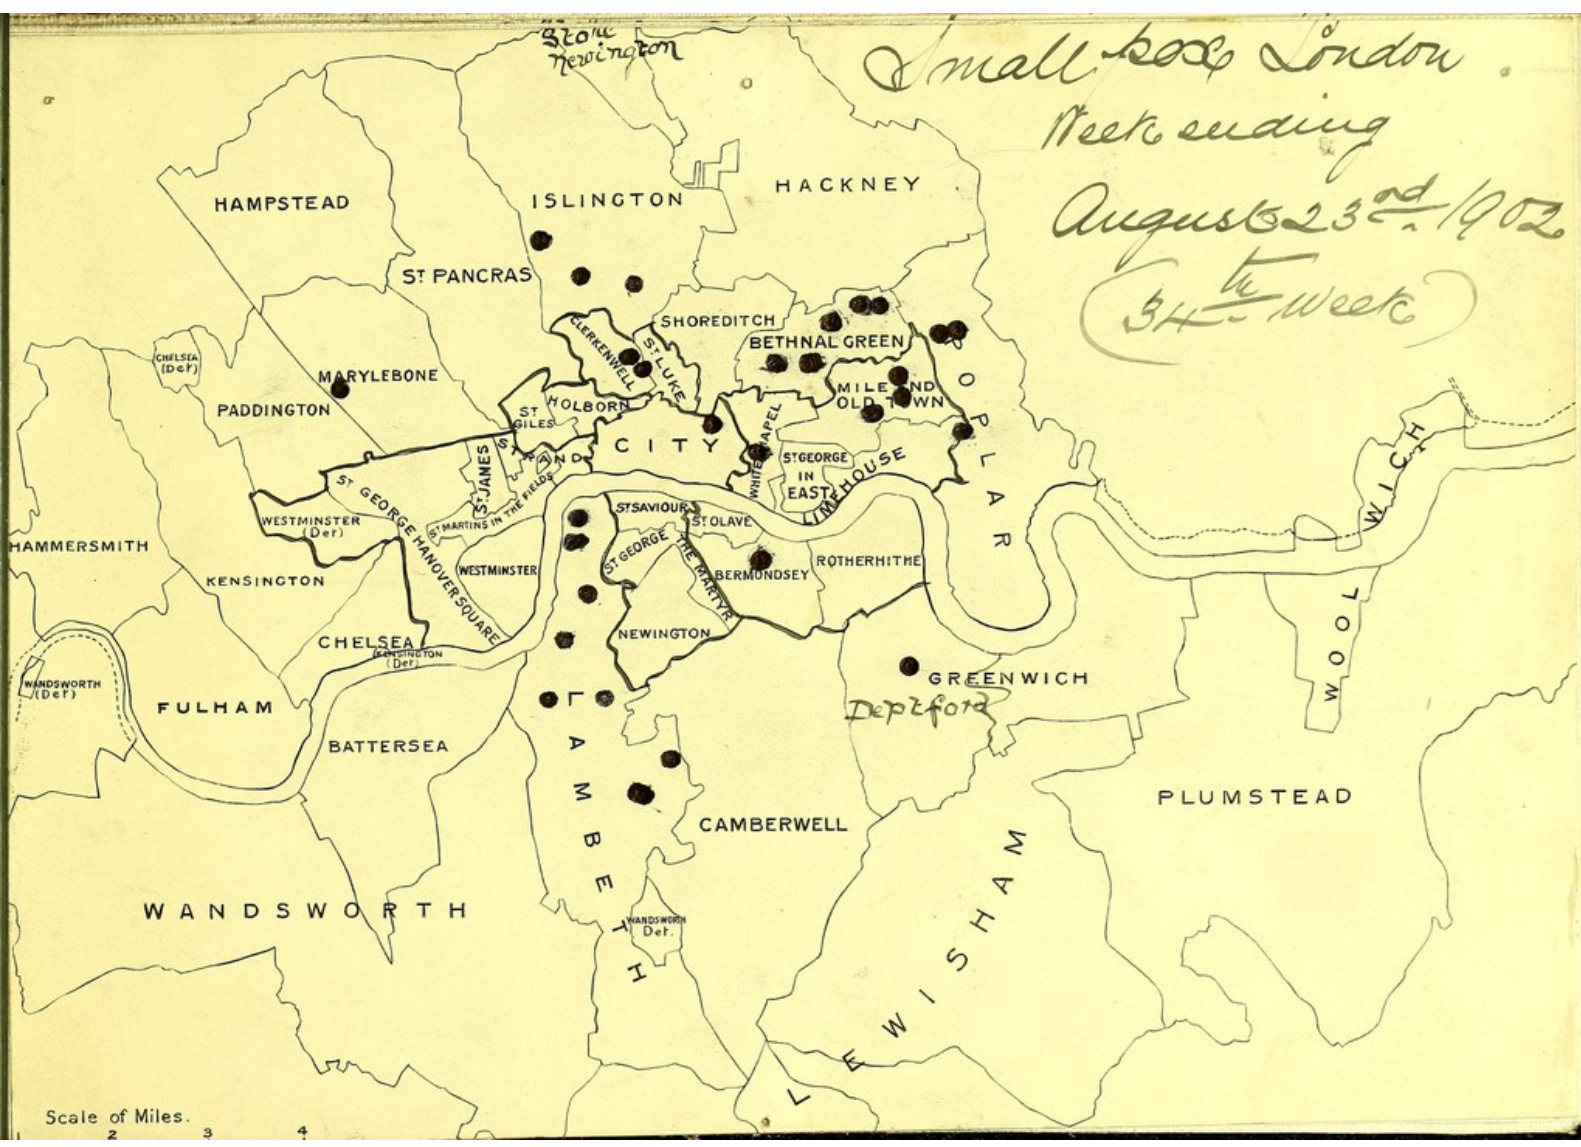 Stoke
Newington
Small pox London
Week ending
August 23rd. 1902
(34th Week)
HAMPSTEAD
ISLINGTON
HACKNEY
ST PANCRAS
SHOREDITCH
CLERKENWELL
ST LUKE
BETHNAL GREEN
CHELSEA
(Det)
MARYLEBONE
PADDINGTON
ST
GILES
HOLBORN
MILE END
OLD TOWN
POPLAR
CITY
WHITECHAPEL
STRAND
ST JANES
ST GEORGE
IN
EAST
LIMEHOUSE
ST GEORGE HANOVER SQUARE
ST MARTINS IN THE FIELDS
WESTMINSTER
(Det)
ST SAVIOUR
ST OLAVE
HAMMERSMITH
KENSINGTON
WESTMINSTER
ST GEORGE THE MARTYR
BERMONDSEY
ROTHERHITHE
WOOLWICH
CHELSEA
KENSINGTON
(Det)
NEWINGTON
WANDSWORTH
(Det)
FULHAM
GREENWICH
Deptford
BATTERSEA
LAMBETH
CAMBERWELL
PLUMSTEAD
WANDSWORTH
WANDSWORTH
Det.
LEWISHAM
Scale of Miles.
1 2 3 4